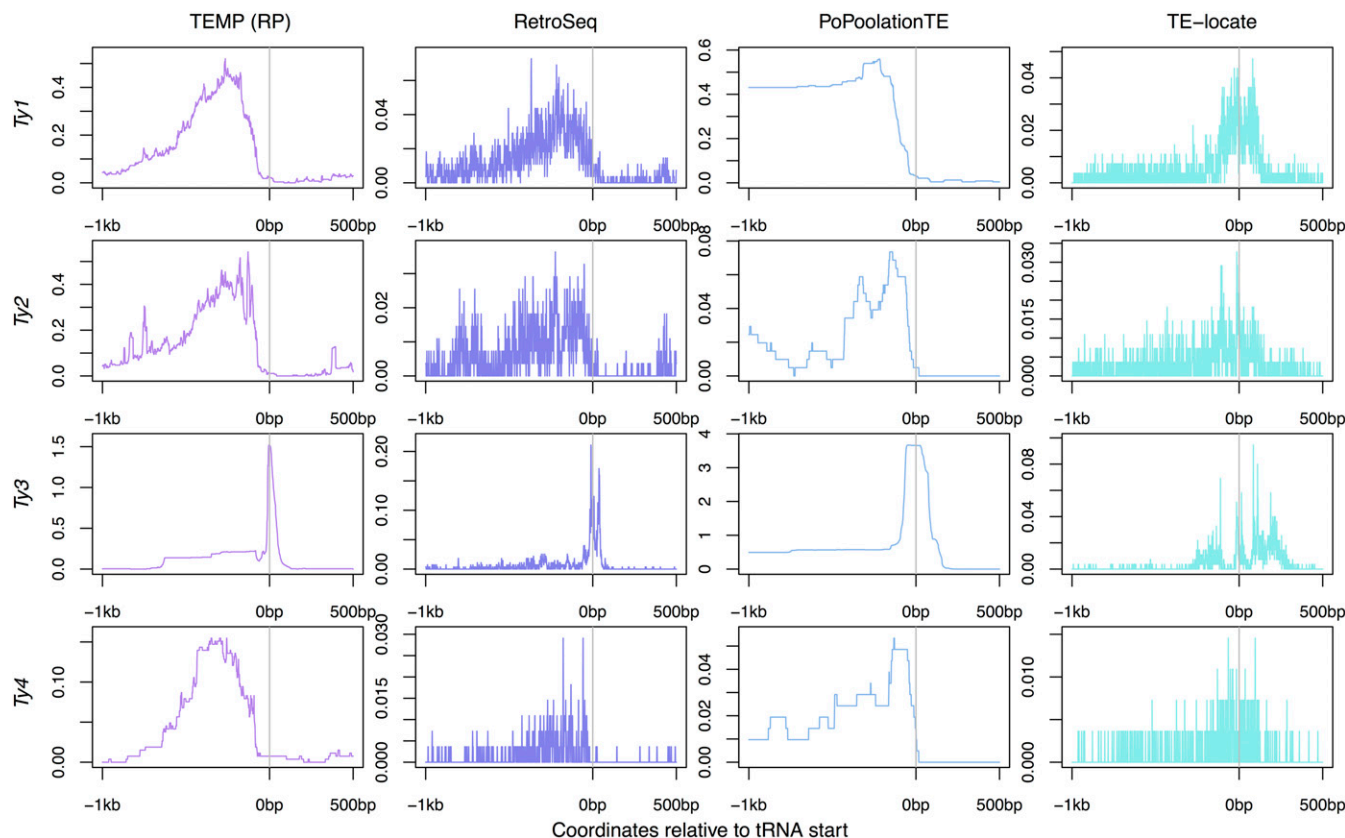 TEMP (RP) RetroSeq PoPoolationTE TE−locate
Ty1
0.0 0.2 0.4
0.00 0.04
0.0 0.2 0.4 0.6
0.00 0.02 0.04
−1kb 0bp 500bp −1kb 0bp 500bp −1kb 0bp 500bp −1kb 0bp 500bp
Ty2
0.0 0.2 0.4
0.00 0.02
0.00 0.04 0.08
0.000 0.015 0.030
−1kb 0bp 500bp −1kb 0bp 500bp −1kb 0bp 500bp −1kb 0bp 500bp
Ty3
0.0 0.5 1.0 1.5
0.00 0.10 0.20
0 1 2 3 4
0.00 0.04 0.08
−1kb 0bp 500bp −1kb 0bp 500bp −1kb 0bp 500bp −1kb 0bp 500bp
Ty4
0.00 0.10
0.000 0.015 0.030
0.00 0.02 0.04
0.000 0.010
−1kb 0bp 500bp −1kb 0bp 500bp −1kb 0bp 500bp −1kb 0bp 500bp
Coordinates relative to tRNA start